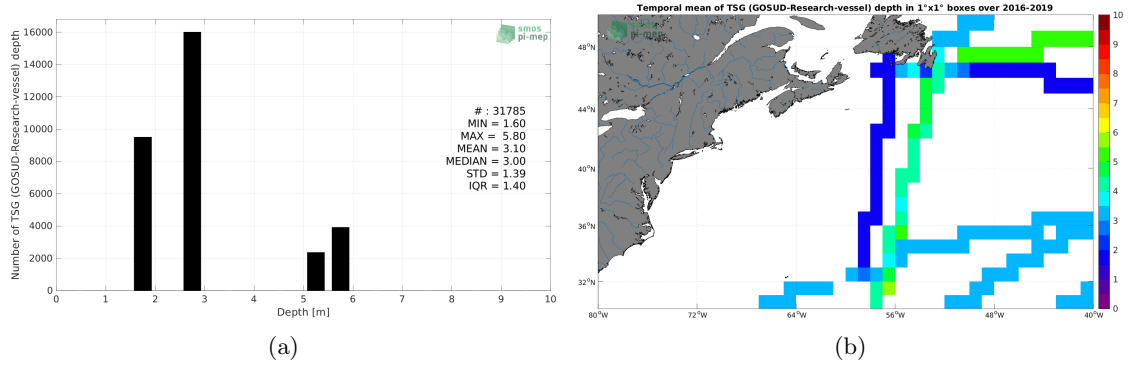 16000
14000
12000
10000
8000
6000
4000
2000
0
Number of TSG (GOSUD-Research-vessel) depth
smos
pi-mep
# : 31785
MIN = 1.60
MAX = 5.80
MEAN = 3.10
MEDIAN = 3.00
STD = 1.39
IQR = 1.40
0 1 2 3 4 5 6 7 8 9 10
Depth [m]
(a)
Temporal mean of TSG (GOSUD-Research-vessel) depth in 1°x1° boxes over 2016-2019
smos
pi-mep
48°N
44°N
40°N
36°N
32°N
80°W 72°W 64°W 56°W 48°W 40°W
10
9
8
7
6
5
4
3
2
1
0
(b)